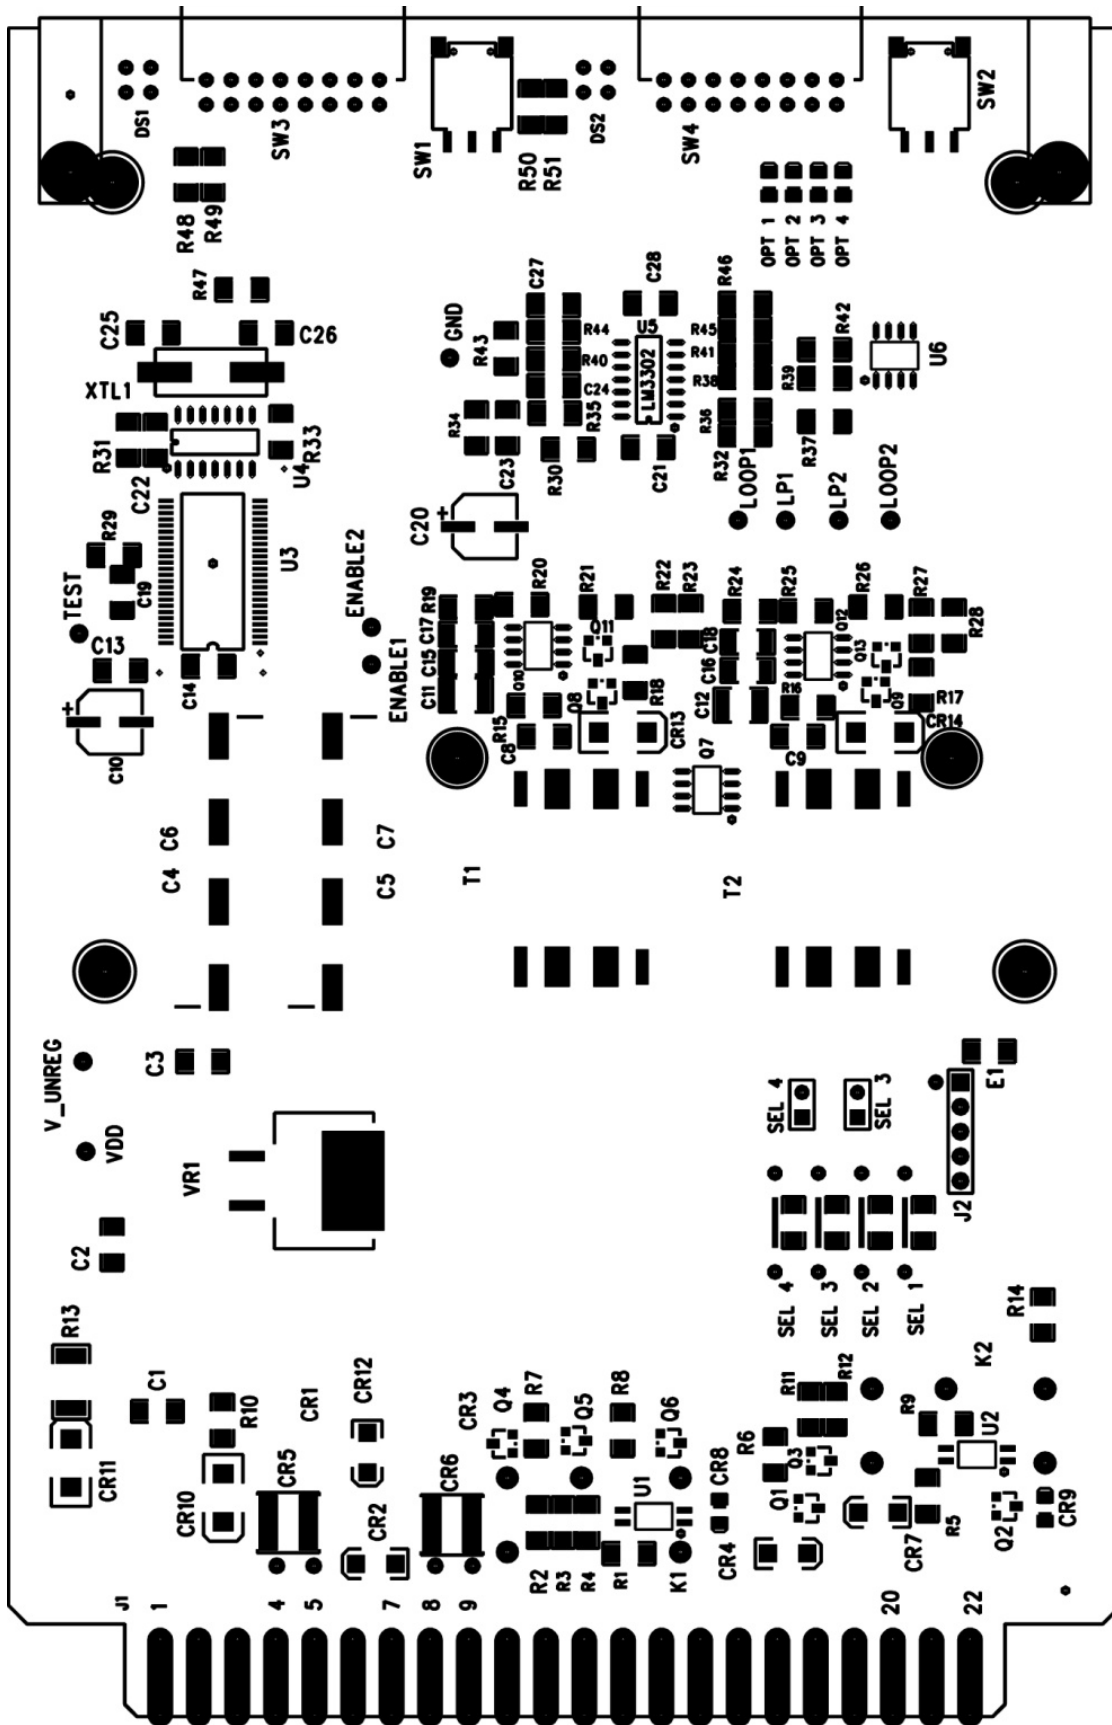 DS1
SW3
SW1
R50
R51
DS2
SW4
SW2
R48
R49
OPT 1
OPT 2
OPT 3
OPT 4
R47
C27
C28
R46
C25
C26
GND
R43
R44
U5
R45
R42
U6
XTL1
R40
LM3302
R41
R39
C24
R38
R31
R33
R34
R35
R36
R37
C22
U4
C23
R30
C21
R32
LOOP1
LP1
LP2
LOOP2
R29
U3
C20
+
ENABLE2
TEST
C19
R19
R20
R21
R22
R23
R24
R25
R26
R27
R28
C13
C14
ENABLE1
C17
C15
C11
Q10
Q11
C18
C16
C12
Q12
Q13
R16
Q9
R17
R18
Q8
R15
C8
CR13
Q7
C9
CR14
+
C10
C6
C7
C4
C5
T1
T2
V_UNREG
C3
SEL 4
SEL 3
E1
VDD
VR1
J2
C2
SEL 4
SEL 3
SEL 2
SEL 1
R14
R13
K2
C1
R10
CR1
CR12
CR3
Q4
R7
Q5
R8
Q6
R11
R12
R9
U2
R6
Q3
CR11
CR10
CR5
CR2
CR6
U1
CR8
Q1
CR7
R5
Q2
CR9
CR4
R2
R3
R4
R1
K1
J1
1
4
5
7
8
9
20
22